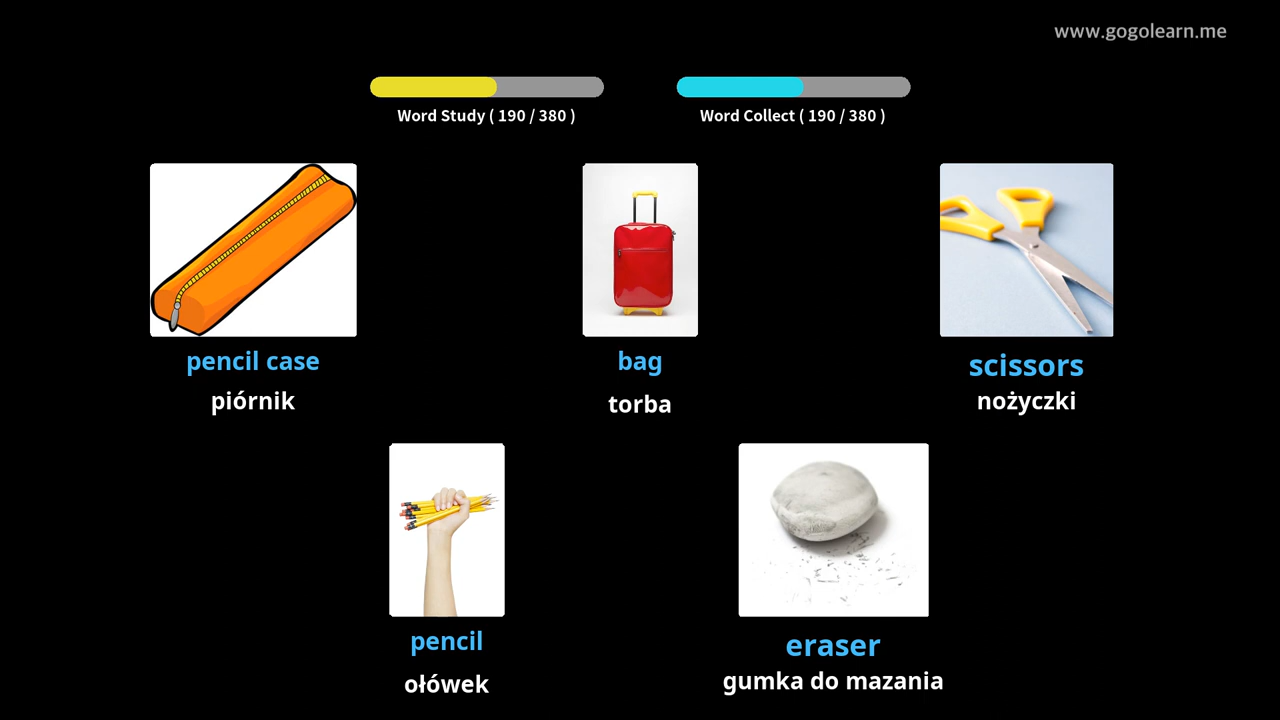 www.gogolearn.me
Word Study ( 190 / 380 )
Word Collect ( 190 / 380 )
pencil case
piórnik
bag
torba
scissors
nożyczki
pencil
ołówek
eraser
gumka do mazania